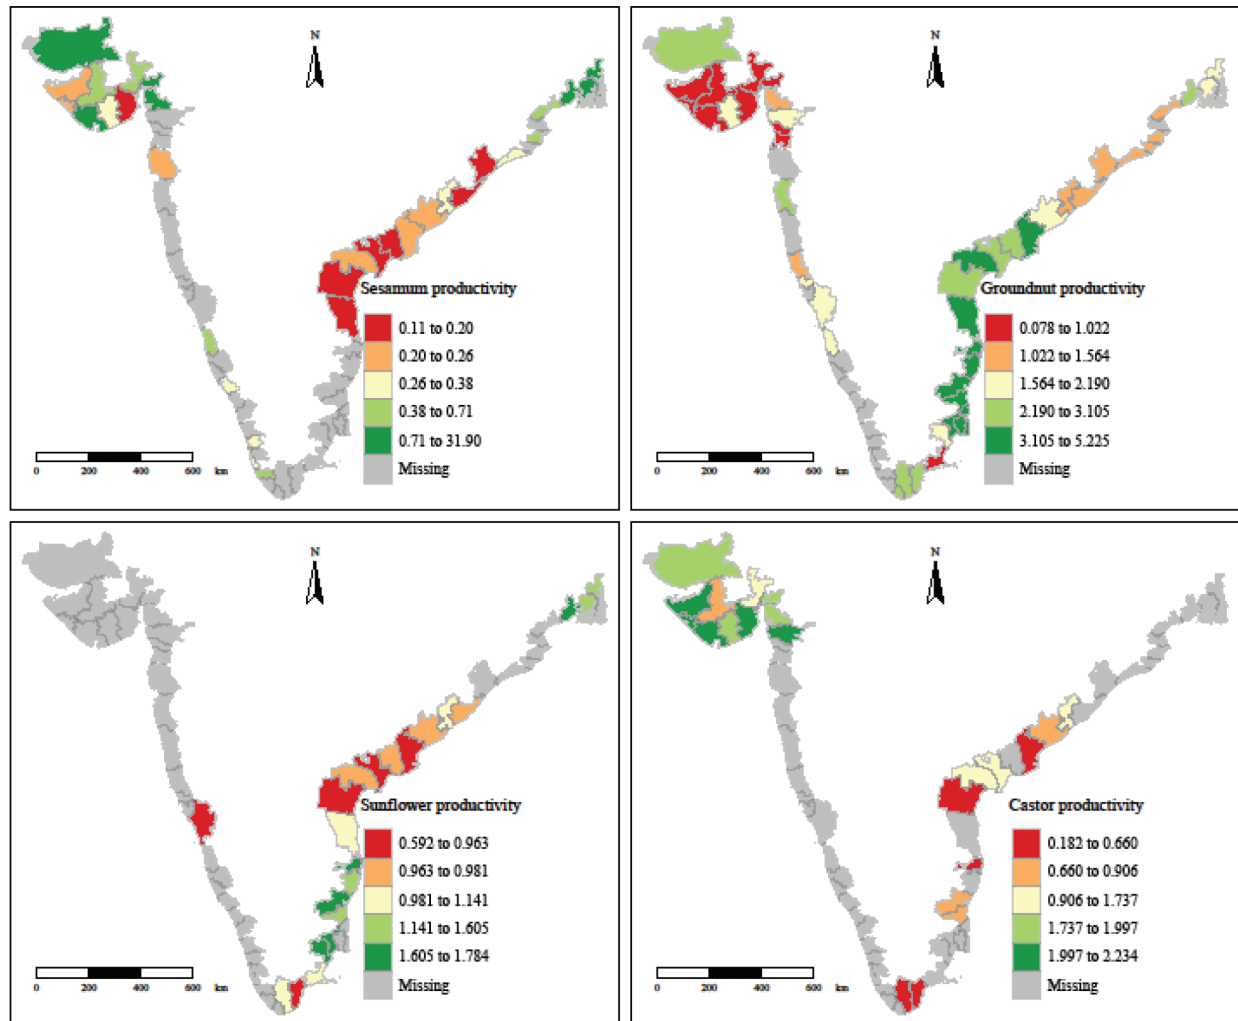 N
Sesamum productivity
0.11 to 0.20
0.20 to 0.26
0.26 to 0.38
0.38 to 0.71
0.71 to 31.90
Missing
0 200 400 km 600
N
Groundnut productivity
0.078 to 1.022
1.022 to 1.564
1.564 to 2.190
2.190 to 3.105
3.105 to 5.225
Missing
0 200 400 km 600
N
Sunflower productivity
0.592 to 0.963
0.963 to 0.981
0.981 to 1.141
1.141 to 1.605
1.605 to 1.784
Missing
0 200 400 km 600
N
Castor productivity
0.182 to 0.660
0.660 to 0.906
0.906 to 1.737
1.737 to 1.997
1.997 to 2.234
Missing
0 200 400 km 600